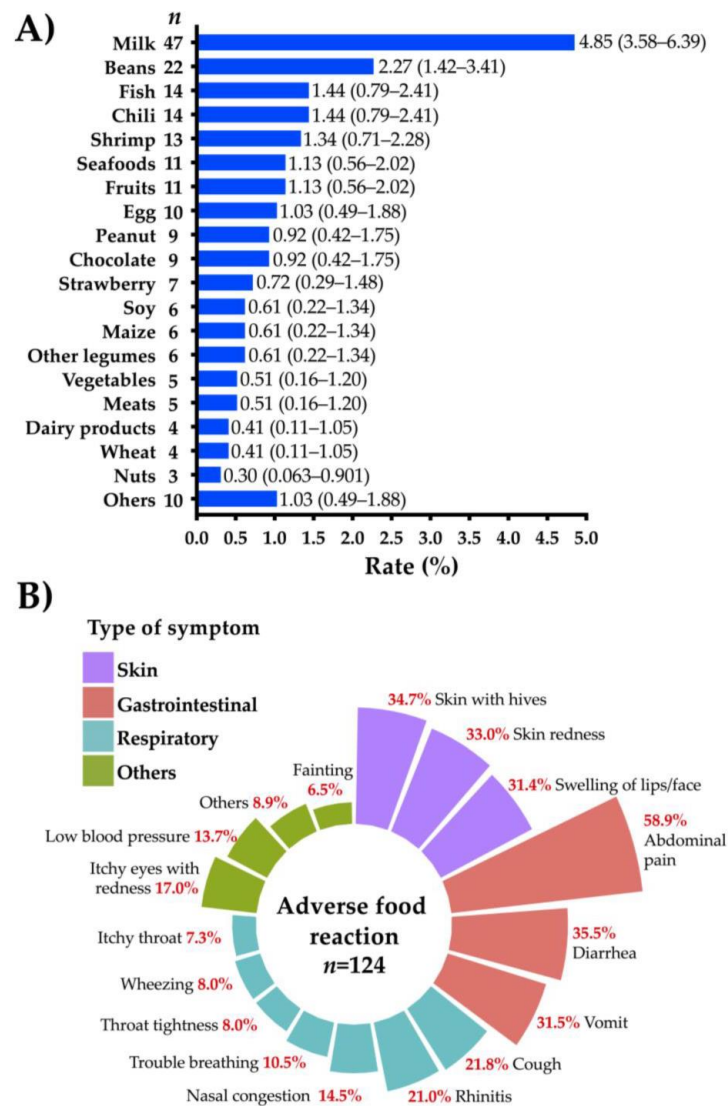 A)
n
Milk 47 4.85 (3.58–6.39)
Beans 22 2.27 (1.42–3.41)
Fish 14 1.44 (0.79–2.41)
Chili 14 1.44 (0.79–2.41)
Shrimp 13 1.34 (0.71–2.28)
Seafoods 11 1.13 (0.56–2.02)
Fruits 11 1.13 (0.56–2.02)
Egg 10 1.03 (0.49–1.88)
Peanut 9 0.92 (0.42–1.75)
Chocolate 9 0.92 (0.42–1.75)
Strawberry 7 0.72 (0.29–1.48)
Soy 6 0.61 (0.22–1.34)
Maize 6 0.61 (0.22–1.34)
Other legumes 6 0.61 (0.22–1.34)
Vegetables 5 0.51 (0.16–1.20)
Meats 5 0.51 (0.16–1.20)
Dairy products 4 0.41 (0.11–1.05)
Wheat 4 0.41 (0.11–1.05)
Nuts 3 0.30 (0.063–0.901)
Ohers 10 1.03 (0.49–1.88)
0.0 0.5 1.0 1.5 2.0 2.5 3.0 3.5 4.0 4.5 5.0
Rate (%)
B)
Type of symptom
Skin
Gastrointestinal
Respiratory
Others
34.7% Skin with hives
33.0% Skin redness
31.4% Swelling of lips/face
58.9%
Abdominal
pain
35.5%
Diarrhea
31.5% Vomit
21.8% Cough
21.0% Rhinitis
Nasal congestion 14.5%
Trouble breathing 10.5%
Throat tightness 8.0%
Wheezing 8.0%
Itchy throat 7.3%
Itchy eyes with
redness 17.0%
Low blood pressure 13.7%
Others 8.9%
Fainting
6.5%
Adverse food
reaction
n=124